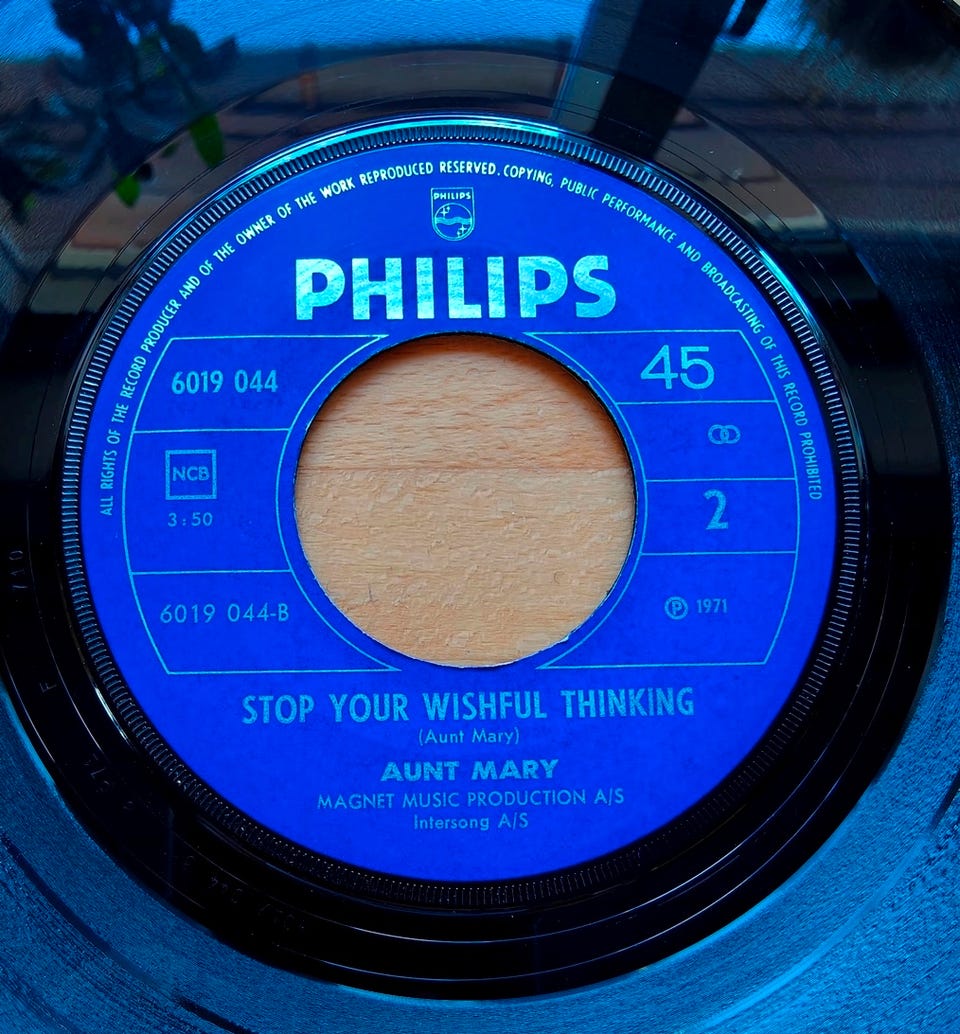 ALL RIGHTS OF THE RECORD PRODUCER AND OF THE OWNER OF THE WORK REPRODUCED RESERVED. COPYING, PUBLIC PERFORMANCE AND BROADCASTING OF THIS RECORD PROHIBITED
PHILIPS
PHILIPS
6019 044
45
NCB
3:50
2
6019 044-B
℗ 1971
STOP YOUR WISHFUL THINKING
(Aunt Mary)
AUNT MARY
MAGNET MUSIC PRODUCTION A/S
Intersong A/S